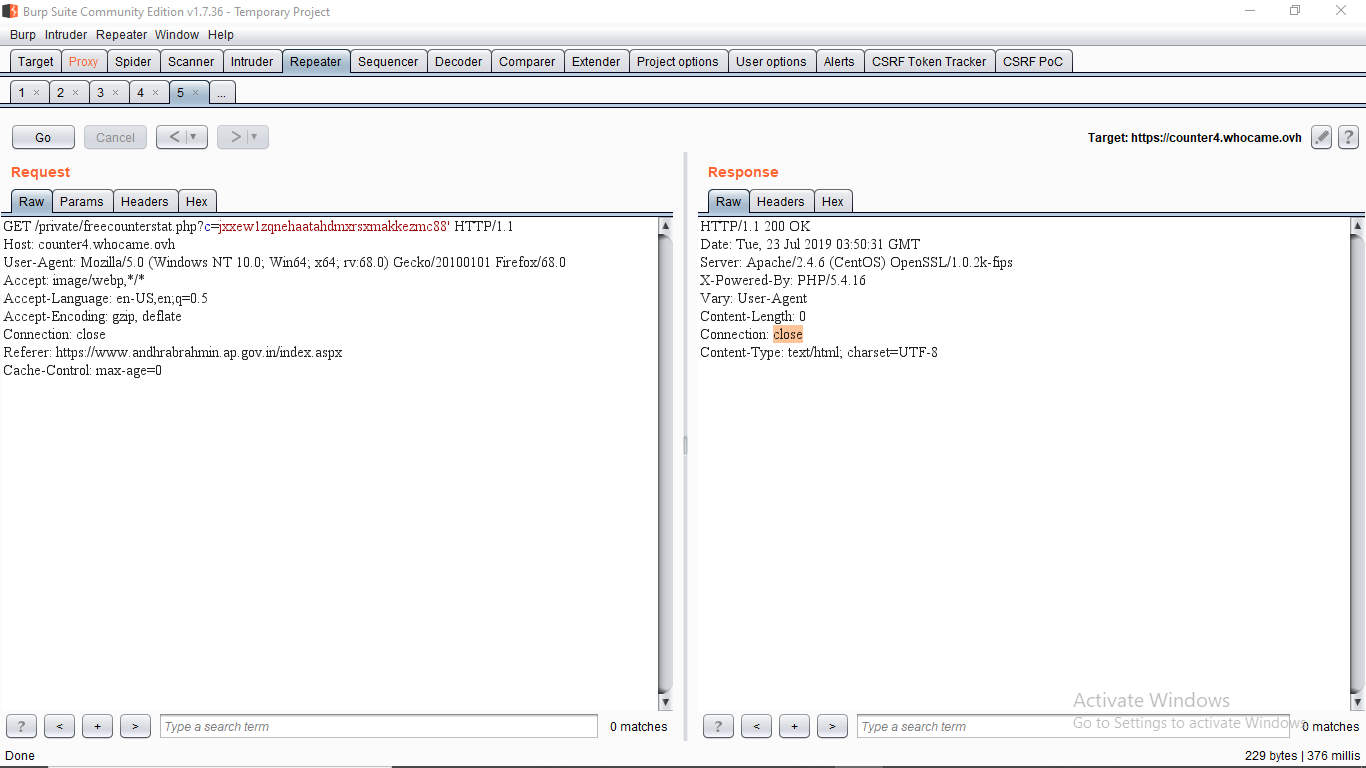 Burp Suite Community Edition v1.7.36 - Temporary Project
Burp Intruder Repeater Window Help
Target Proxy Spider Scanner Intruder Repeater Sequencer Decoder Comparer Extender Project options User options Alerts CSRF Token Tracker CSRF PoC
1 × 2 × 3 × 4 × 5 × ...
Go Cancel < ▼ > ▼ Target: https://counter4.whocame.ovh ?
Request
Raw Params Headers Hex
GET /private/freecounterstat.php?c=jxxew1zqnehaatahdmxrsxmakkezmc88' HTTP/1.1
Host: counter4.whocame.ovh
User-Agent: Mozilla/5.0 (Windows NT 10.0; Win64; x64; rv:68.0) Gecko/20100101 Firefox/68.0
Accept: image/webp,*/*
Accept-Language: en-US,en;q=0.5
Accept-Encoding: gzip, deflate
Connection: close
Referer: https://www.andhrabrahmin.ap.gov.in/index.aspx
Cache-Control: max-age=0
? < + > Type a search term 0 matches
Response
Raw Headers Hex
HTTP/1.1 200 OK
Date: Tue, 23 Jul 2019 03:50:31 GMT
Server: Apache/2.4.6 (CentOS) OpenSSL/1.0.2k-fips
X-Powered-By: PHP/5.4.16
Vary: User-Agent
Content-Length: 0
Connection: close
Content-Type: text/html; charset=UTF-8
Activate Windows
Go to Settings to activate Windows.
? < + > Type a search term 0 matches
Done 229 bytes | 376 millis